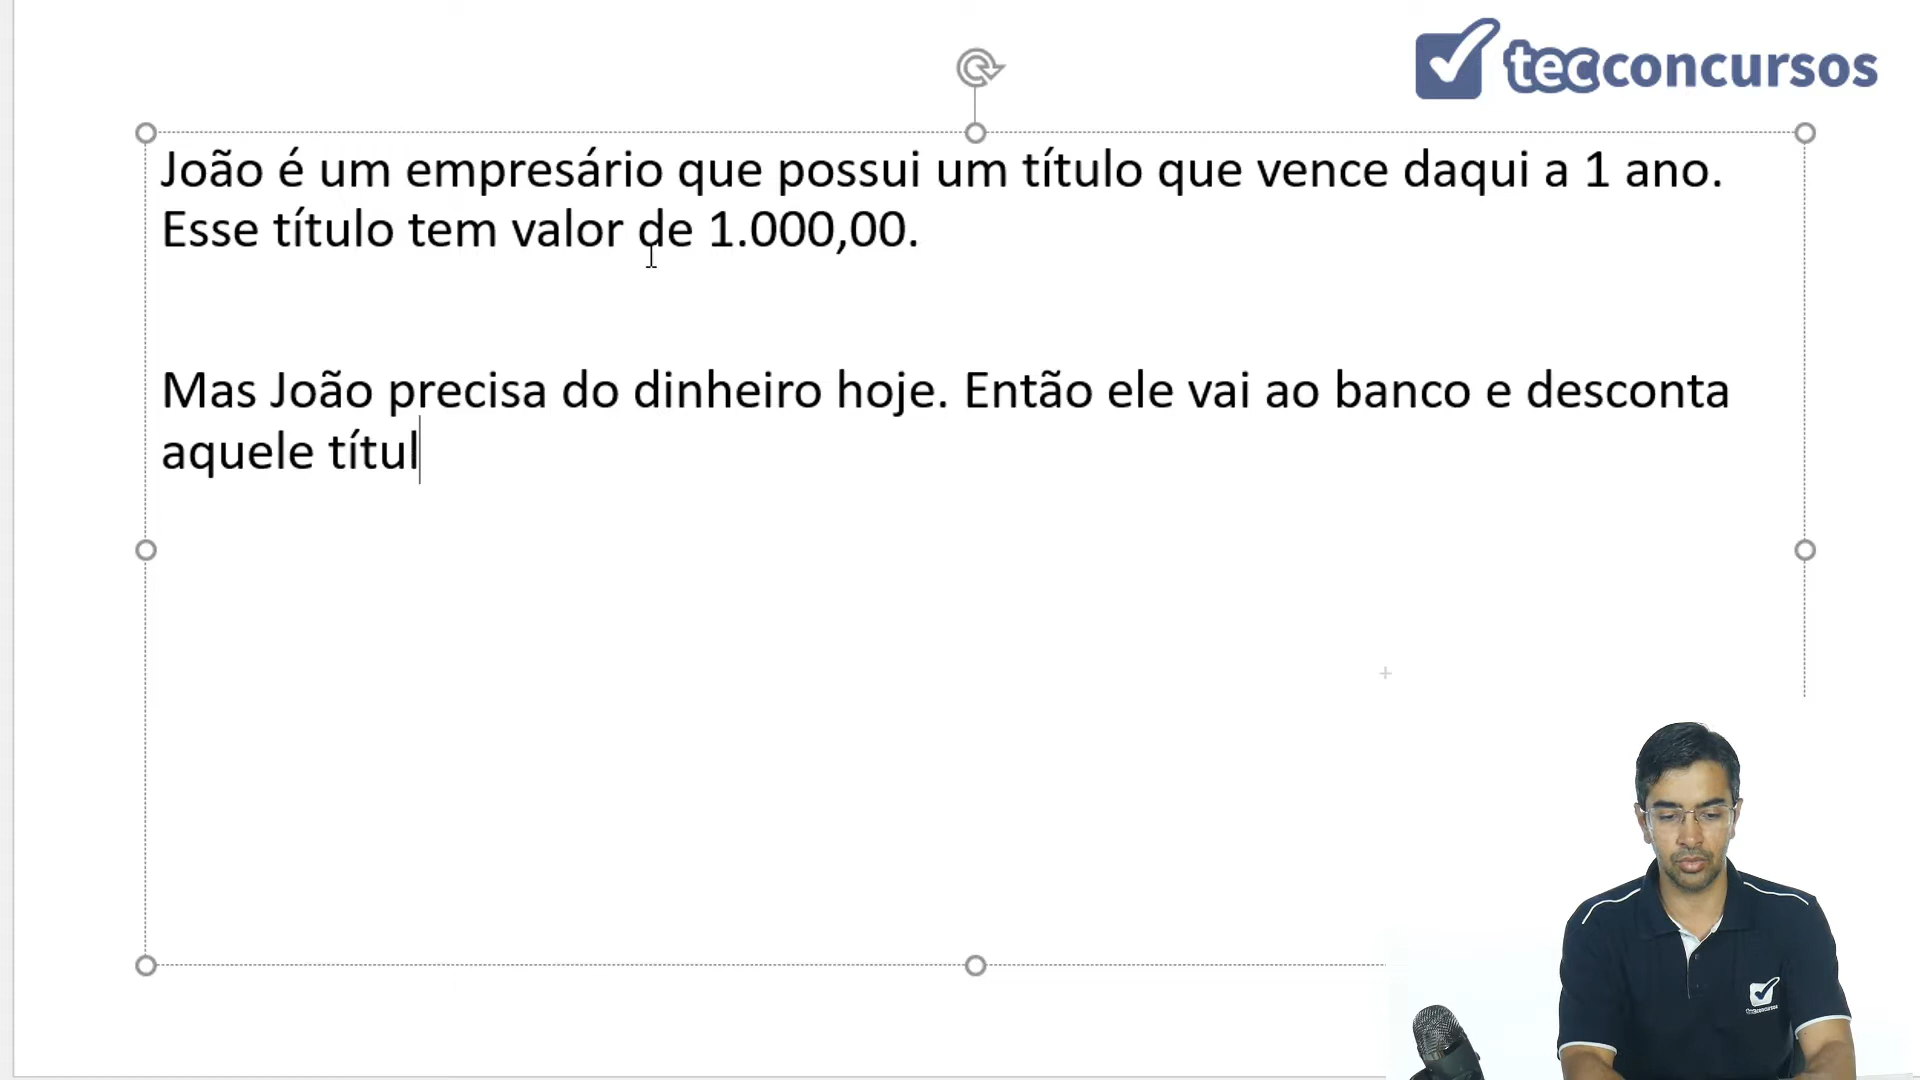 tecconcursos
João é um empresário que possui um título que vence daqui a 1 ano.
Esse título tem valor de 1.000,00.
Mas João precisa do dinheiro hoje. Então ele vai ao banco e desconta
aquele títul